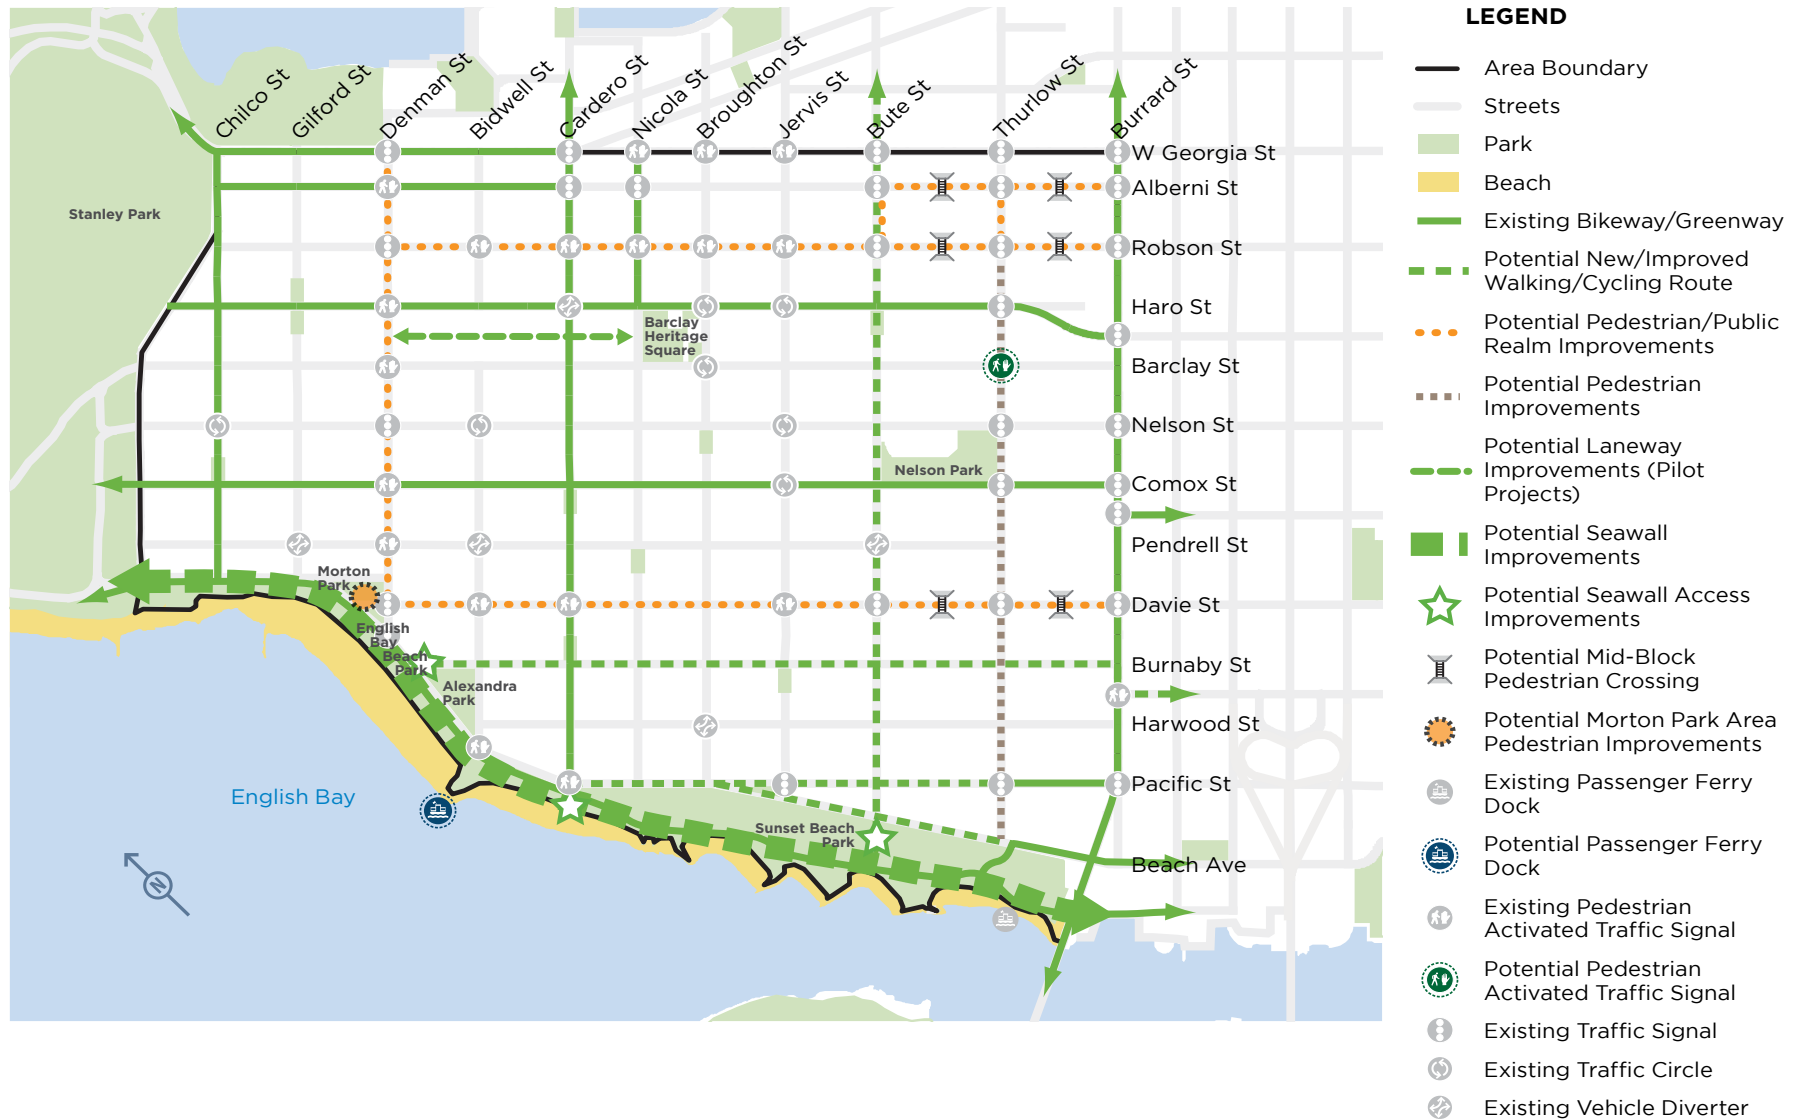 LEGEND
Area Boundary
Streets
Park
Beach
Existing Bikeway/Greenway
Potential New/Improved
Walking/Cycling Route
Potential Pedestrian/Public
Realm Improvements
Potential Pedestrian
Improvements
Potential Laneway
Improvements (Pilot
Projects)
Potential Seawall
Improvements
Potential Seawall Access
Improvements
Potential Mid-Block
Pedestrian Crossing
Potential Morton Park Area
Pedestrian Improvements
Existing Passenger Ferry
Dock
Potential Passenger Ferry
Dock
Existing Pedestrian
Activated Traffic Signal
Potential Pedestrian
Activated Traffic Signal
Existing Traffic Signal
Existing Traffic Circle
Existing Vehicle Diverter
Chilco St
Gilford St
Denman St
Bidwell St
Cardero St
Nicola St
Broughton St
Jervis St
Bute St
Thurlow St
Burrard St
W Georgia St
Alberni St
Robson St
Haro St
Barclay St
Nelson St
Comox St
Pendrell St
Davie St
Burnaby St
Harwood St
Pacific St
Beach Ave
Stanley Park
Barclay
Heritage
Square
Nelson Park
Morton
Park
English
Bay
Beach
Park
Alexandra
Park
Sunset Beach
Park
English Bay
N